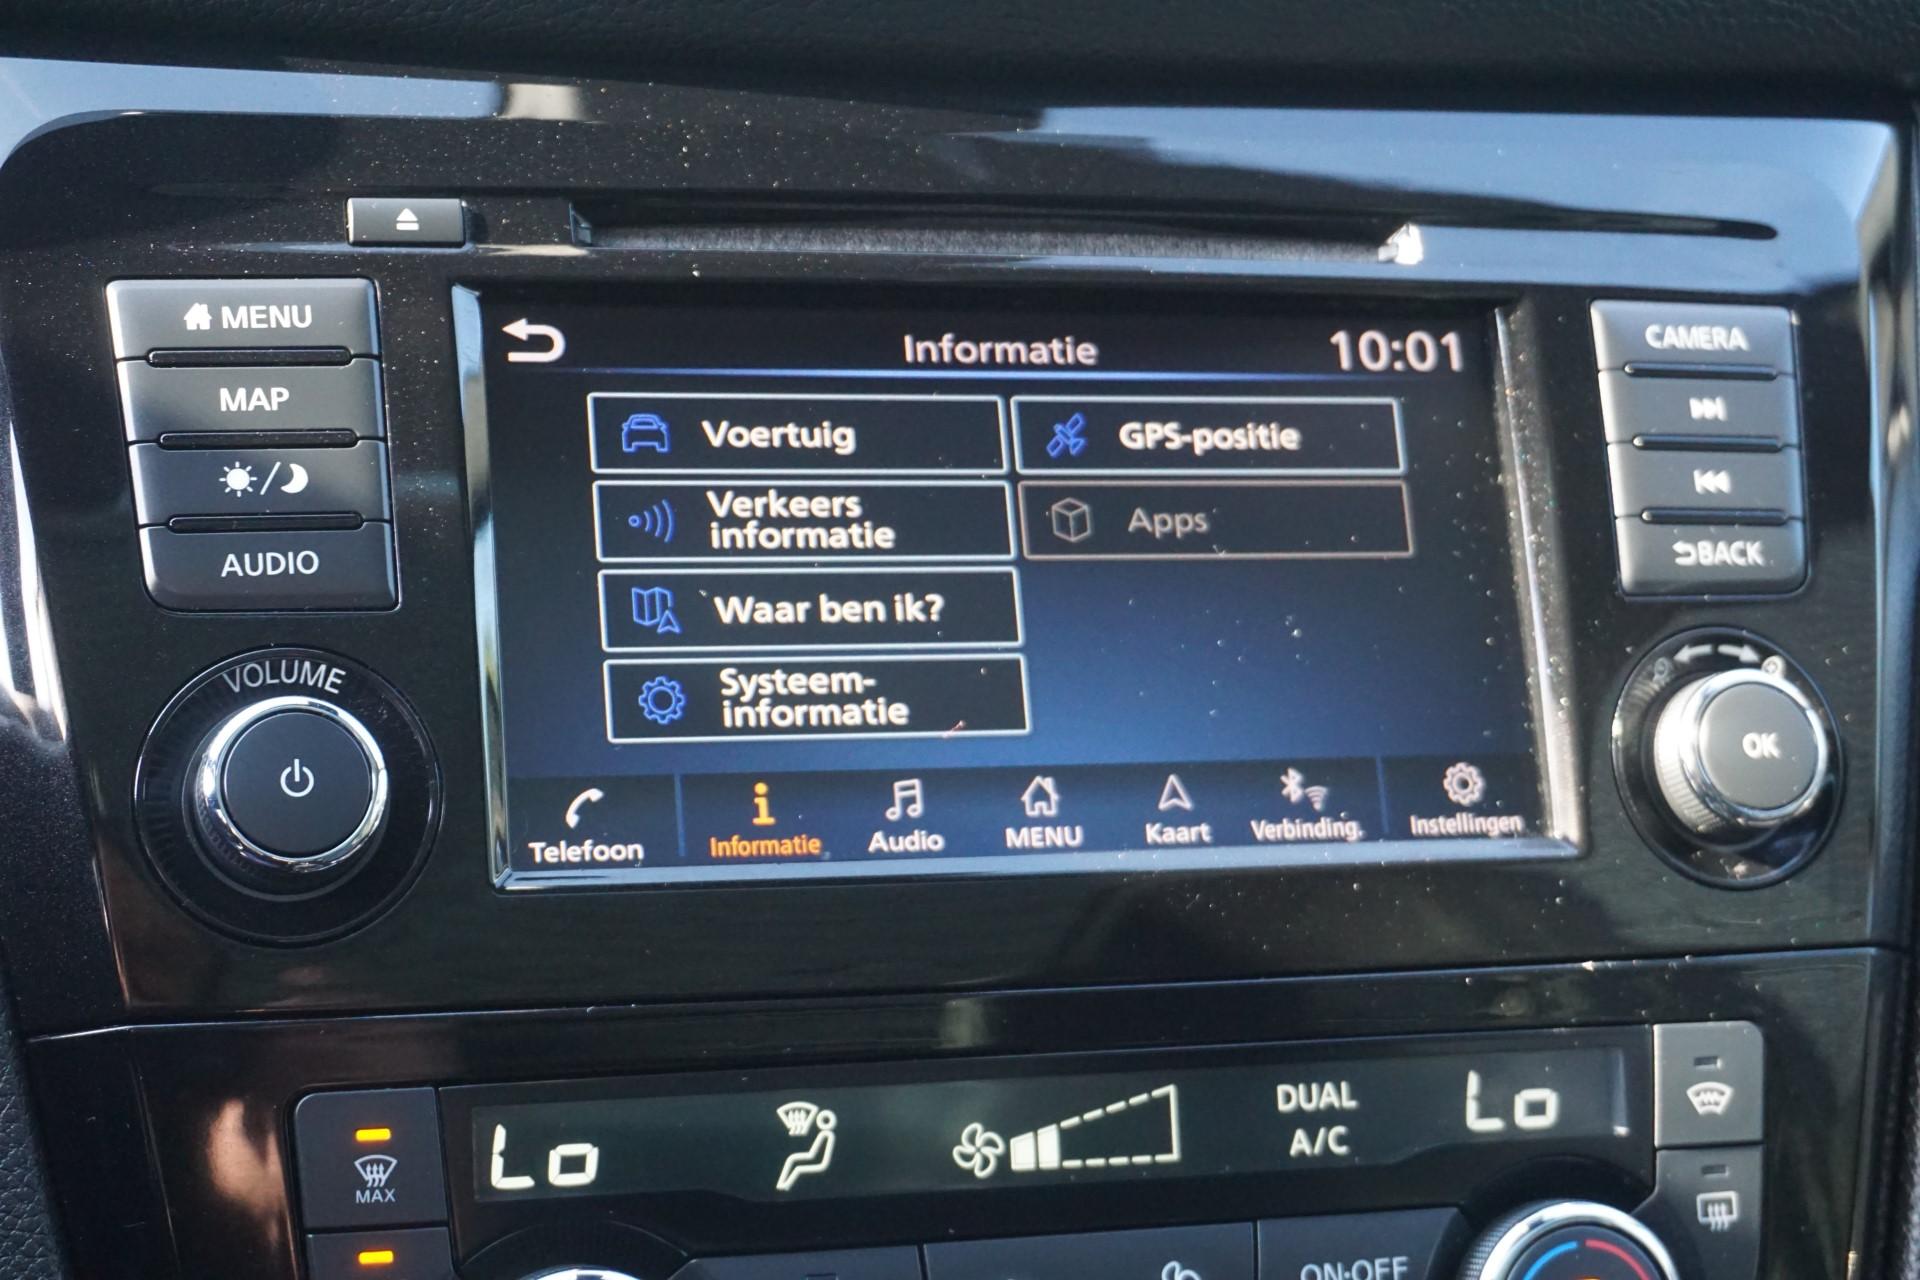 MENU
MAP
AUDIO
VOLUME
Informatie
10:01
Voertuig
GPS-positie
Verkeers
informatie
Apps
Waar ben ik?
Systeem-
informatie
Telefoon
Informatie
Audio
MENU
Kaart
Verbinding.
Instellingen
CAMERA
BACK
OK
Lo
DUAL
A/C
Lo
MAX
ON·OFF